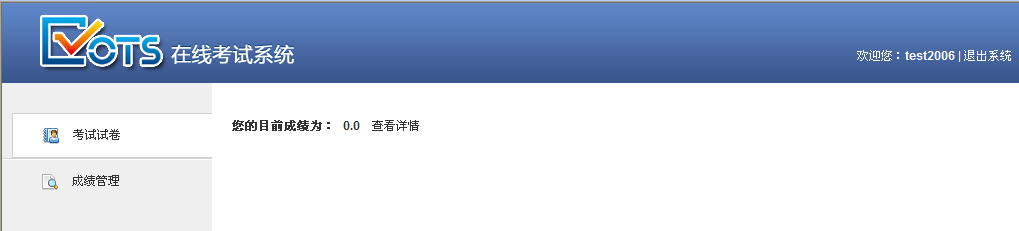 OTS 在线考试系统
欢迎您：test2006 | 退出系统
考试试卷
您的目前成绩为： 0.0 查看详情
成绩管理